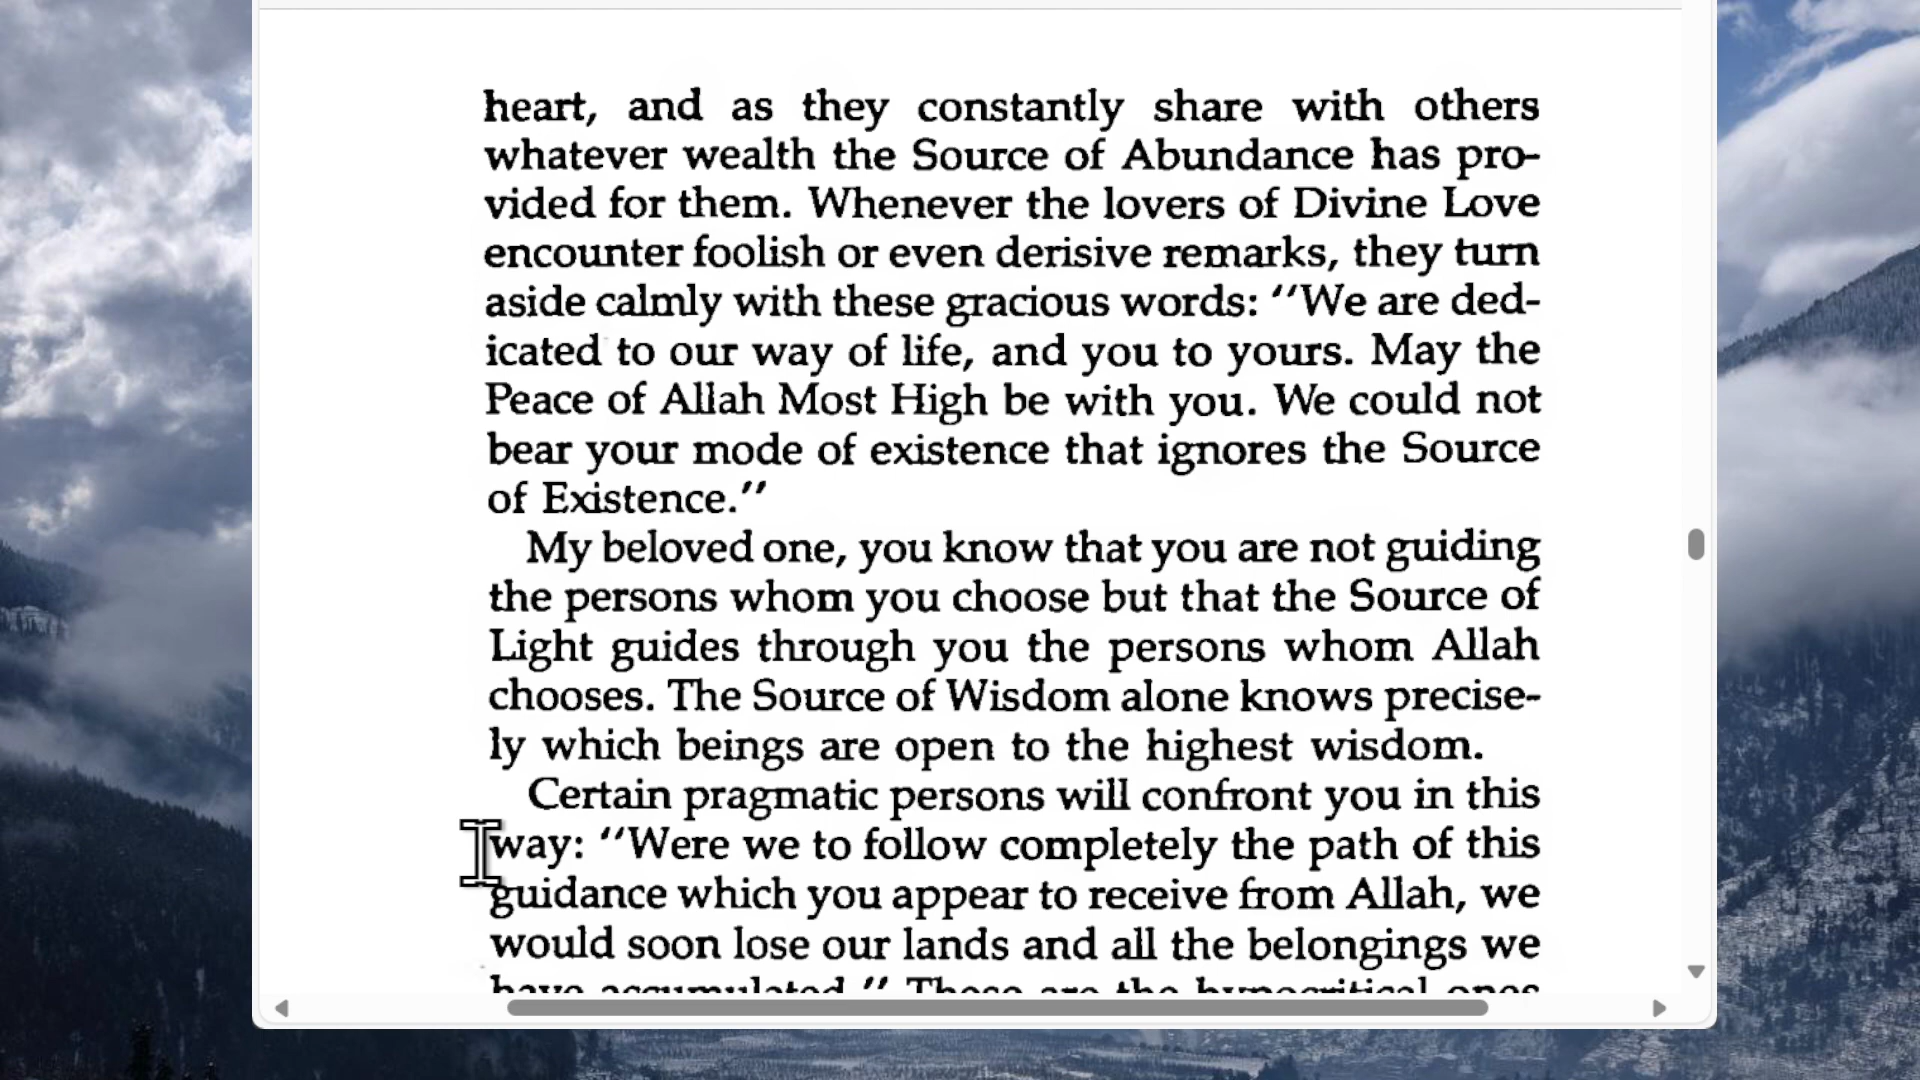 heart, and as they constantly share with others
whatever wealth the Source of Abundance has pro-
vided for them. Whenever the lovers of Divine Love
encounter foolish or even derisive remarks, they turn
aside calmly with these gracious words: "We are ded-
icated to our way of life, and you to yours. May the
Peace of Allah Most High be with you. We could not
bear your mode of existence that ignores the Source
of Existence."
My beloved one, you know that you are not guiding
the persons whom you choose but that the Source of
Light guides through you the persons whom Allah
chooses. The Source of Wisdom alone knows precise-
ly which beings are open to the highest wisdom.
Certain pragmatic persons will confront you in this
way: "Were we to follow completely the path of this
guidance which you appear to receive from Allah, we
would soon lose our lands and all the belongings we
have accumulated." These are the hypocritical ones